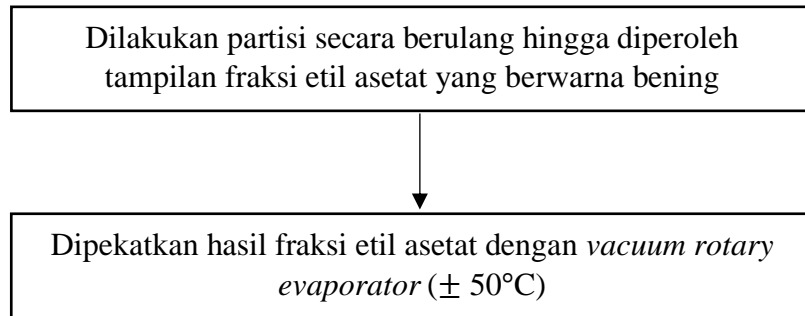 Dilakukan partisi secara berulang hingga diperoleh
tampilan fraksi etil asetat yang berwarna bening
Dipekatkan hasil fraksi etil asetat dengan vacuum rotary
evaporator (± 50°C)